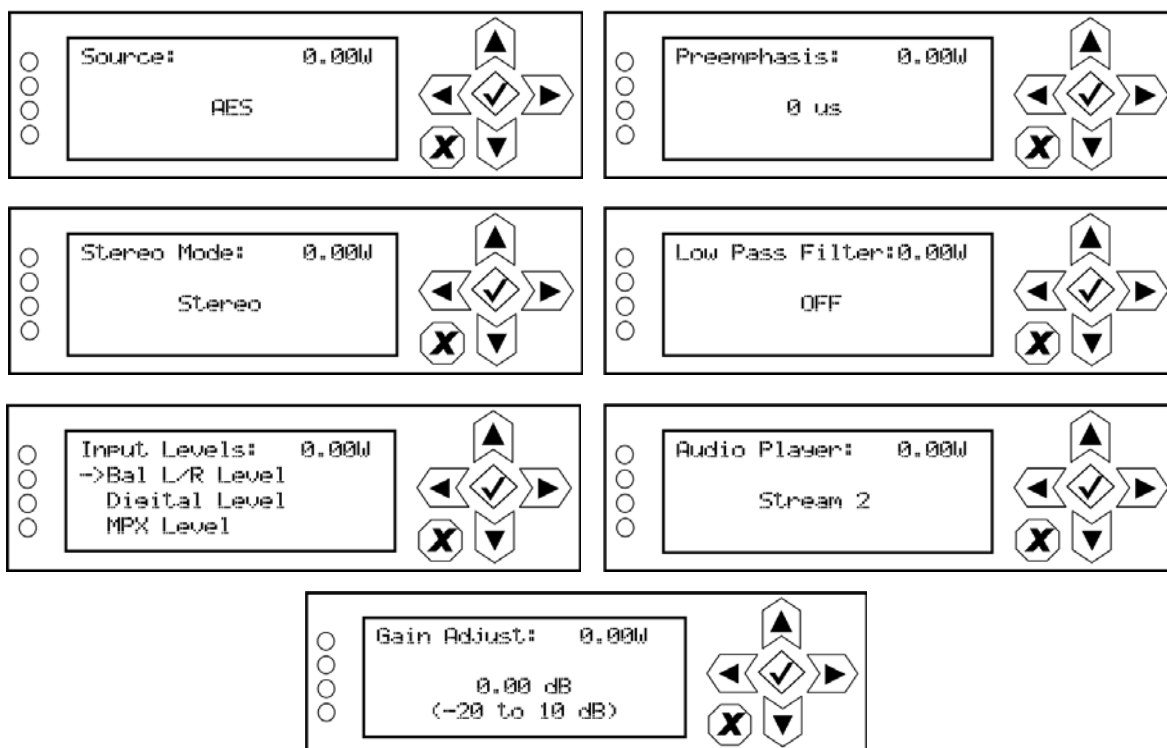 Source: 0.00W
AES
Preemphasis: 0.00W
0 us
Stereo Mode: 0.00W
Stereo
Low Pass Filter:0.00W
OFF
Input Levels: 0.00W
->Bal L/R Level
Digital Level
MPX Level
Audio Player: 0.00W
Stream 2
Gain Adjust: 0.00W
0.00 dB
(-20 to 10 dB)